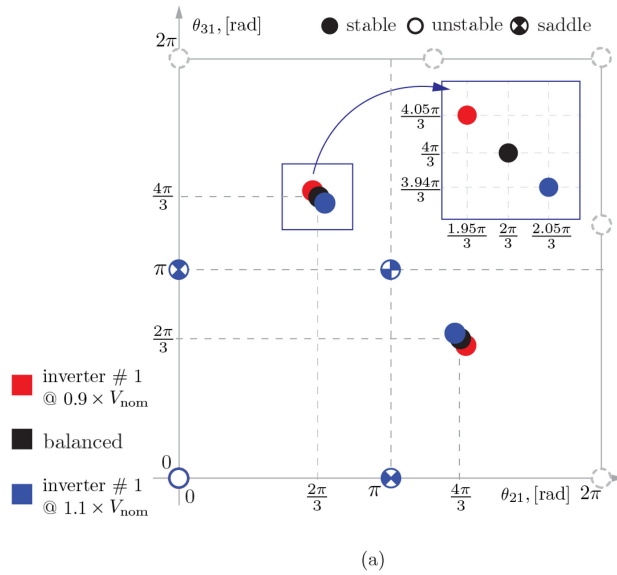 θ₃₁, [rad]
stable unstable saddle
2π
4.05π/3
4π/3
3.94π/3
1.95π/3 2π/3 2.05π/3
4π/3
π
2π/3
inverter # 1
@ 0.9 × Vnom
balanced
inverter # 1
@ 1.1 × Vnom
0
0 2π/3 π 4π/3 θ₂₁, [rad] 2π
(a)